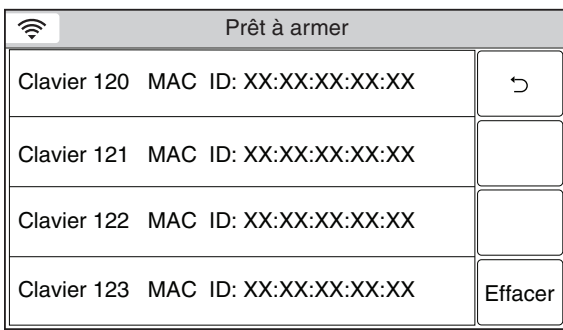 Prêt à armer
Clavier 120 MAC ID: XX:XX:XX:XX:XX
Clavier 121 MAC ID: XX:XX:XX:XX:XX
Clavier 122 MAC ID: XX:XX:XX:XX:XX
Clavier 123 MAC ID: XX:XX:XX:XX:XX
Effacer